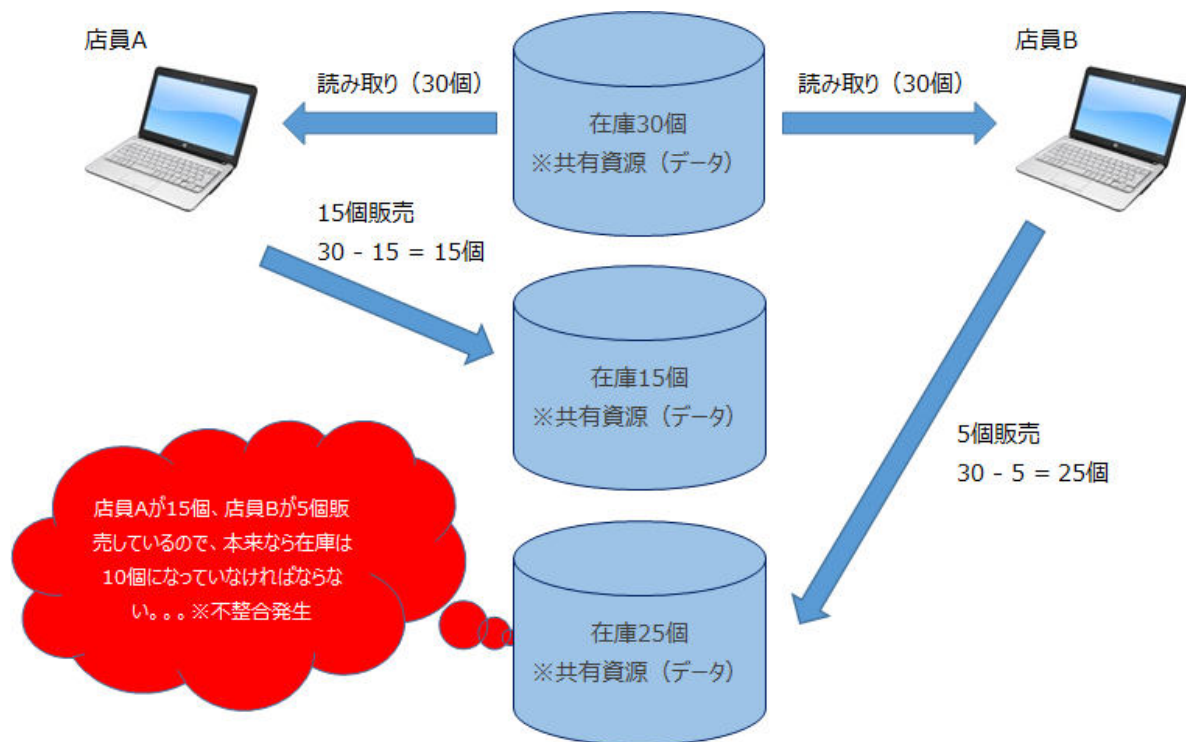 店員A
店員B
読み取り（30個）
読み取り（30個）
在庫30個
※共有資源（データ）
15個販売
30 - 15 = 15個
在庫15個
※共有資源（データ）
5個販売
30 - 5 = 25個
店員Aが15個、店員Bが5個販
売しているので、本来なら在庫は
10個になっていなければならな
い。。。※不整合発生
在庫25個
※共有資源（データ）